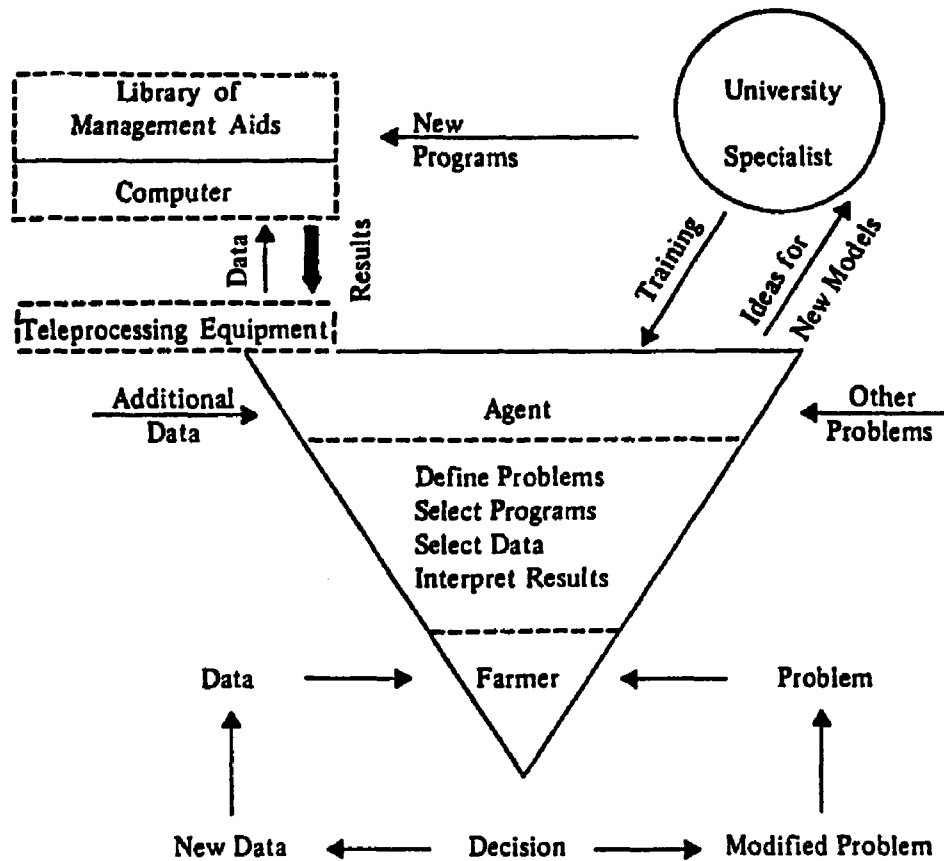 Library of
Management Aids
Computer
New
Programs
University
Specialist
Data
Results
Training
Ideas for
New Models
Teleprocessing Equipment
Additional
Data
Agent
Other
Problems
Define Problems
Select Programs
Select Data
Interpret Results
Data
Farmer
Problem
New Data
Decision
Modified Problem